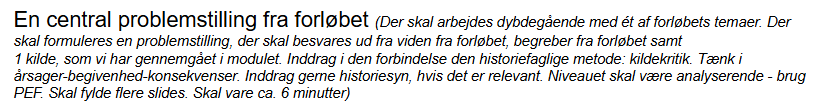 En central problemstilling fra forløbet (Der skal arbejdes dybdegående med ét af forløbets temaer. Der
skal formuleres en problemstilling, der skal besvares ud fra viden fra forløbet, begreber fra forløbet samt
1 kilde, som vi har gennemgået i modulet. Inddrag i den forbindelse den historiefaglige metode: kildekritik. Tænk i
årsager-begivenhed-konsekvenser. Inddrag gerne historiesyn, hvis det er relevant. Niveauet skal være analyserende - brug
PEF. Skal fylde flere slides. Skal vare ca. 6 minutter)